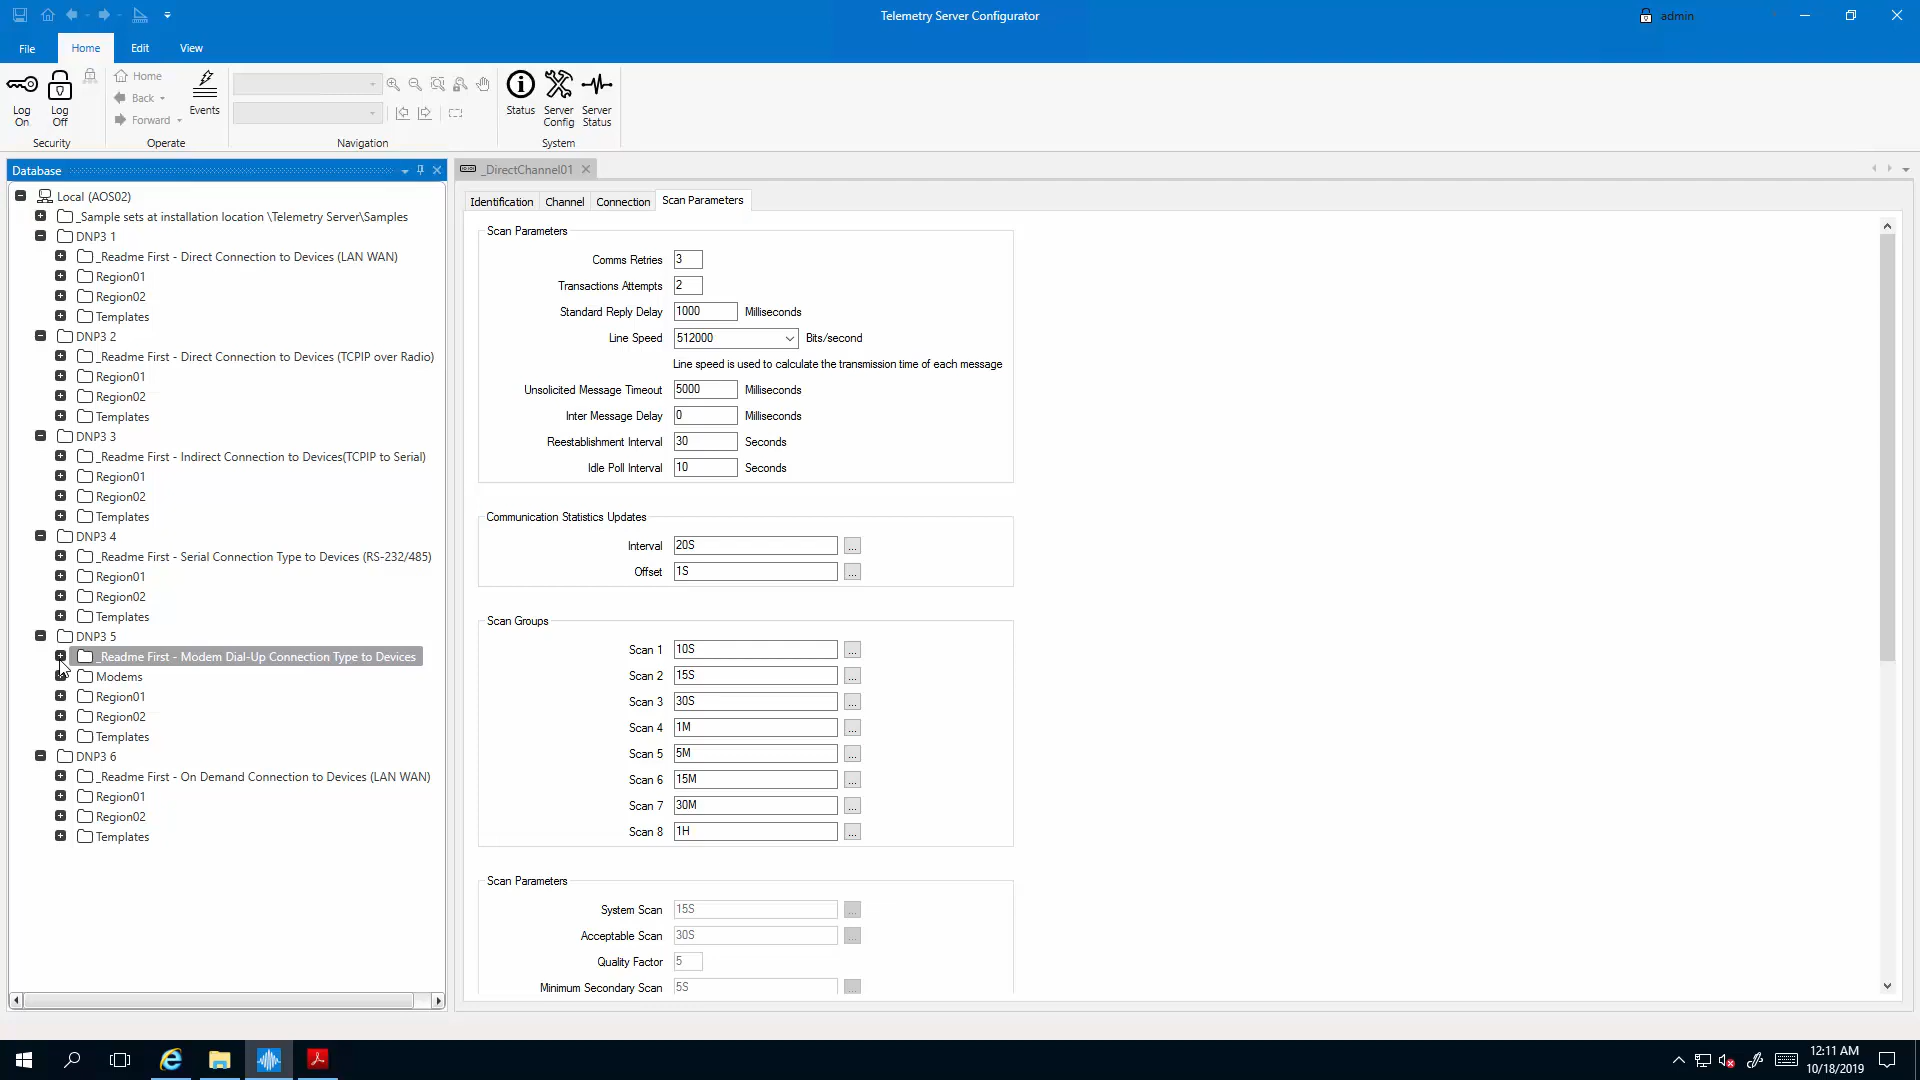 Telemetry Server Configurator
admin
File
Home
Edit
View
Log On
Log Off
Security
Home
Back
Forward
Events
Operate
Navigation
Status
Server Config
Server Status
System
Database
Local (AOS02)
_Sample sets at installation location \Telemetry Server\Samples
DNP3 1
_Readme First - Direct Connection to Devices (LAN WAN)
Region01
Region02
Templates
DNP3 2
_Readme First - Direct Connection to Devices (TCPIP over Radio)
Region01
Region02
Templates
DNP3 3
_Readme First - Indirect Connection to Devices(TCPIP to Serial)
Region01
Region02
Templates
DNP3 4
_Readme First - Serial Connection Type to Devices (RS-232/485)
Region01
Region02
Templates
DNP3 5
_Readme First - Modem Dial-Up Connection Type to Devices
Modems
Region01
Region02
Templates
DNP3 6
_Readme First - On Demand Connection to Devices (LAN WAN)
Region01
Region02
Templates
_DirectChannel01
Identification
Channel
Connection
Scan Parameters
Scan Parameters
Comms Retries 3
Transactions Attempts 2
Standard Reply Delay 1000 Milliseconds
Line Speed 512000 Bits/second
Line speed is used to calculate the transmission time of each message
Unsolicited Message Timeout 5000 Milliseconds
Inter Message Delay 0 Milliseconds
Reestablishment Interval 30 Seconds
Idle Poll Interval 10 Seconds
Communication Statistics Updates
Interval 20S ...
Offset 1S ...
Scan Groups
Scan 1 10S ...
Scan 2 15S ...
Scan 3 30S ...
Scan 4 1M ...
Scan 5 5M ...
Scan 6 15M ...
Scan 7 30M ...
Scan 8 1H ...
Scan Parameters
System Scan 15S ...
Acceptable Scan 30S ...
Quality Factor 5
Minimum Secondary Scan 5S ...
12:11 AM
10/18/2019